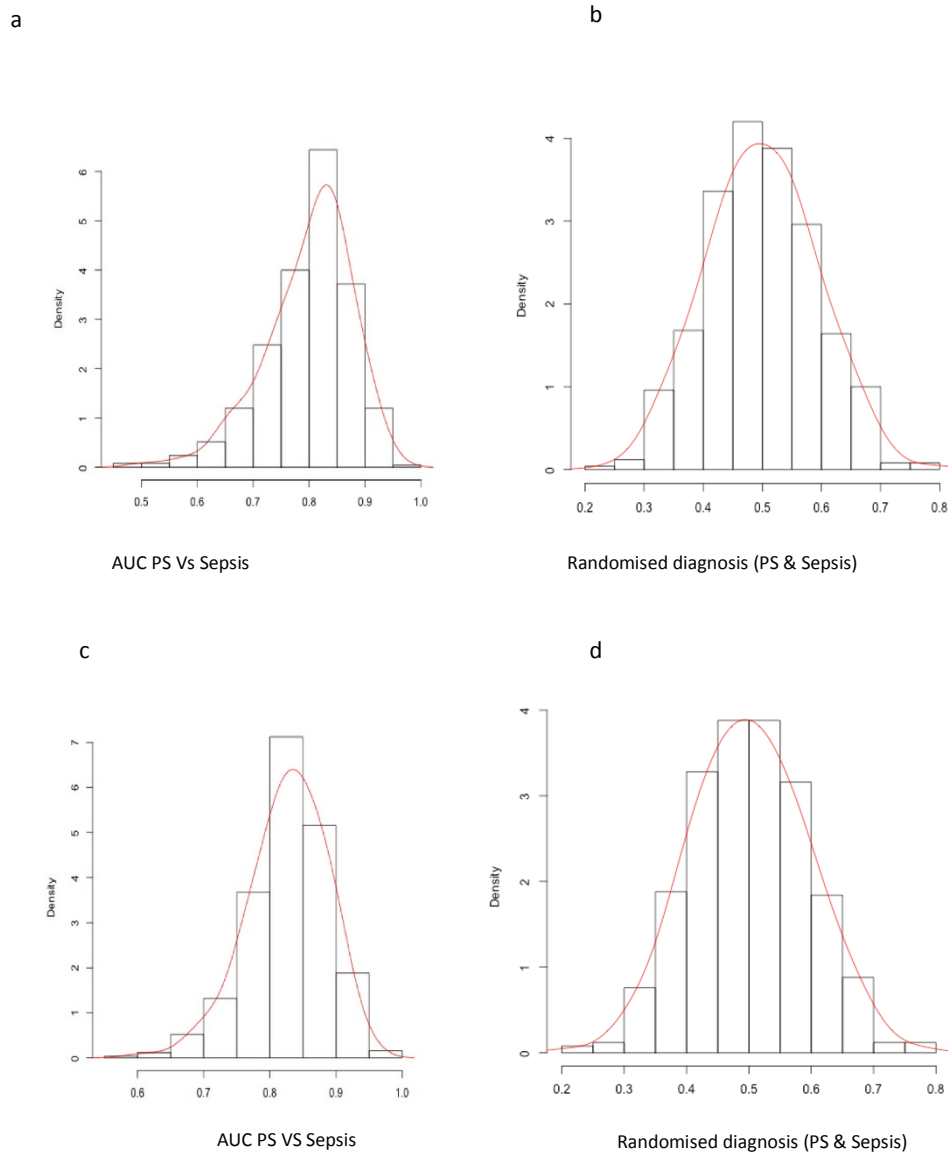 a
b
Density
0 1 2 3 4 5 6
0.5 0.6 0.7 0.8 0.9 1.0
AUC PS Vs Sepsis
Density
0 1 2 3 4
0.2 0.3 0.4 0.5 0.6 0.7 0.8
Randomised diagnosis (PS & Sepsis)
c
d
Density
0 1 2 3 4 5 6 7
0.6 0.7 0.8 0.9 1.0
AUC PS VS Sepsis
Density
0 1 2 3 4
0.2 0.3 0.4 0.5 0.6 0.7 0.8
Randomised diagnosis (PS & Sepsis)